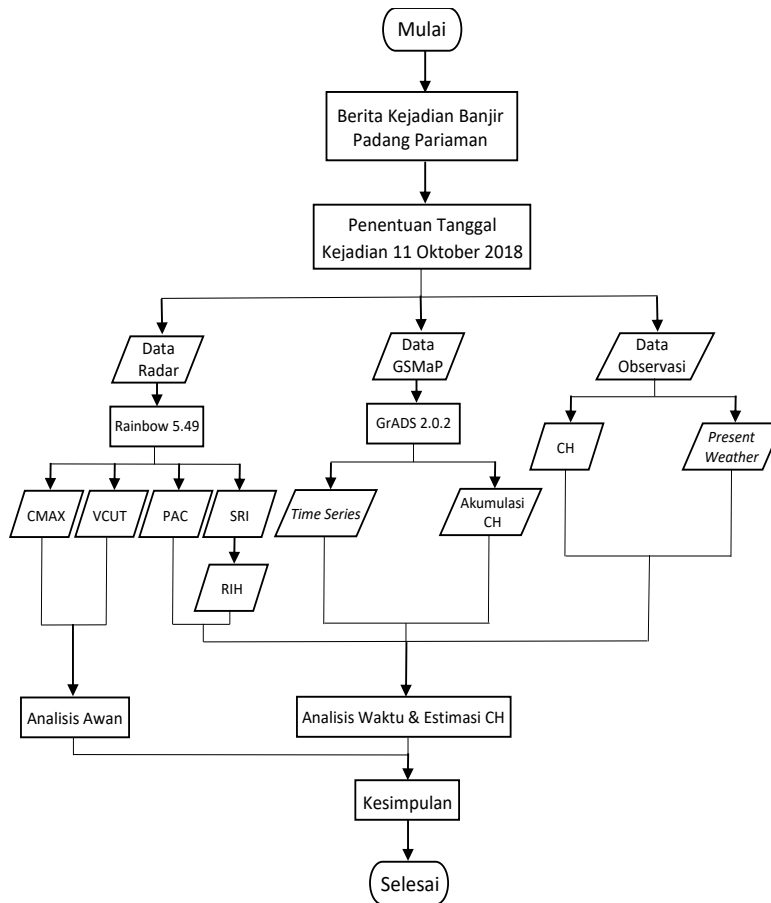 Mulai
Berita Kejadian Banjir
Padang Pariaman
Penentuan Tanggal
Kejadian 11 Oktober 2018
Data
Radar
Data
GSMaP
Data
Observasi
Rainbow 5.49
GrADS 2.0.2
CH
Present
Weather
CMAX
VCUT
PAC
SRI
Time Series
Akumulasi
CH
RIH
Analisis Awan
Analisis Waktu & Estimasi CH
Kesimpulan
Selesai